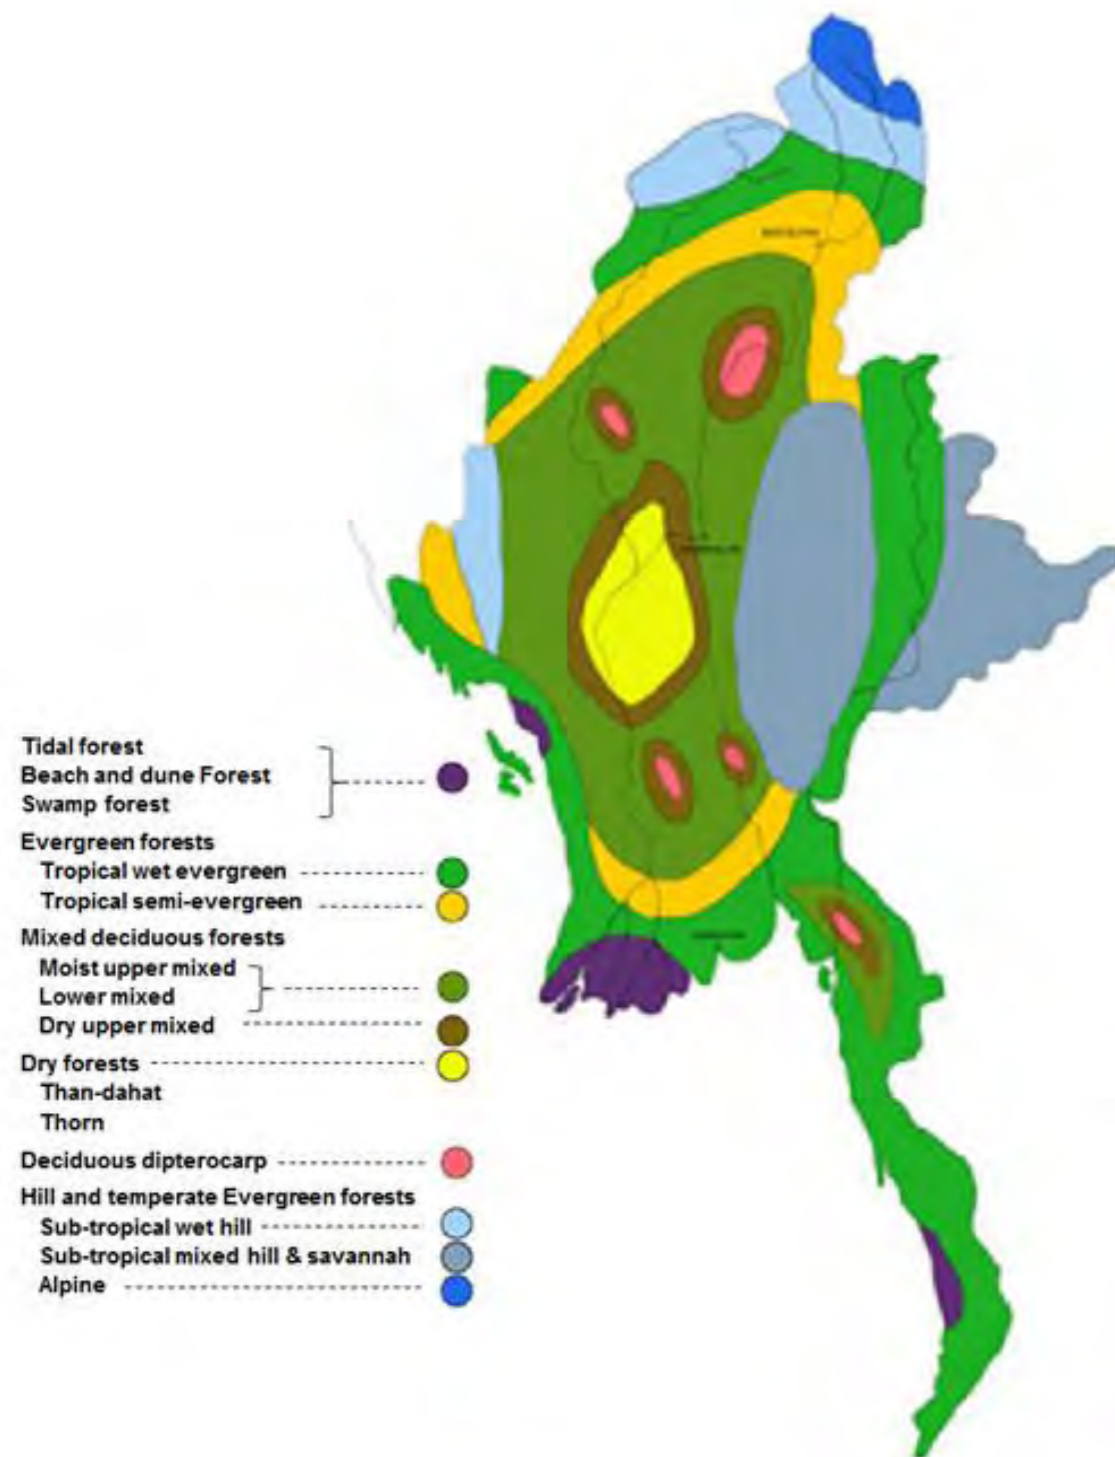 Tidal forest
Beach and dune Forest
Swamp forest
Evergreen forests
Tropical wet evergreen
Tropical semi-evergreen
Mixed deciduous forests
Moist upper mixed
Lower mixed
Dry upper mixed
Dry forests
Than-dahat
Thorn
Deciduous dipterocarp
Hill and temperate Evergreen forests
Sub-tropical wet hill
Sub-tropical mixed hill & savannah
Alpine